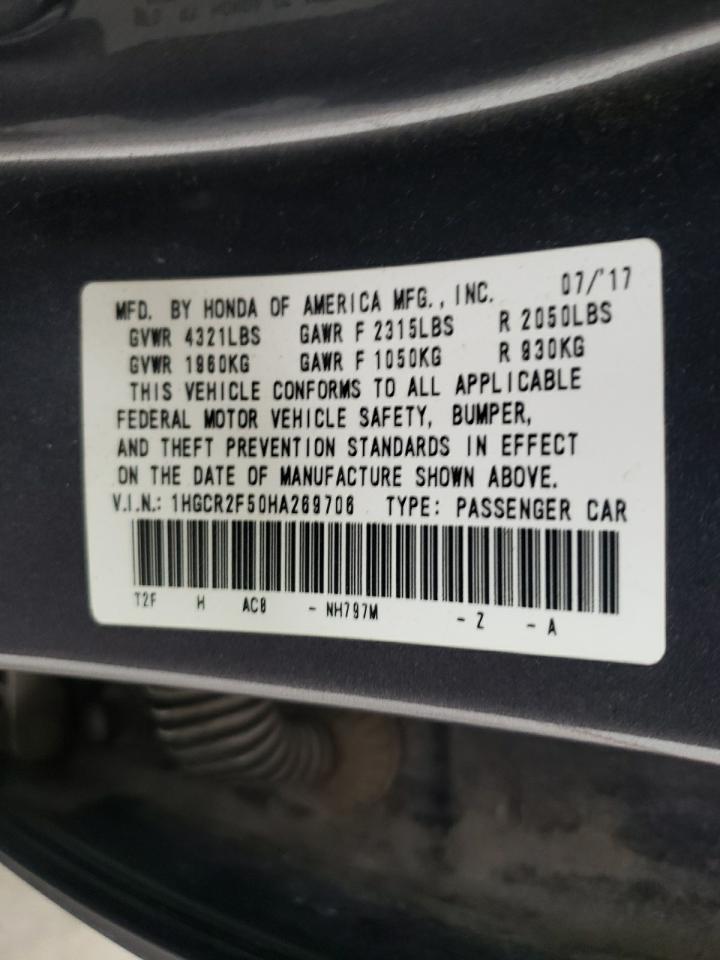 MFD. BY HONDA OF AMERICA MFG., INC. 07/'17
GVWR 4321LBS GAWR F 2315LBS R 2050LBS
GVWR 1960KG GAWR F 1050KG R 930KG
THIS VEHICLE CONFORMS TO ALL APPLICABLE
FEDERAL MOTOR VEHICLE SAFETY, BUMPER,
AND THEFT PREVENTION STANDARDS IN EFFECT
ON THE DATE OF MANUFACTURE SHOWN ABOVE.
V.I.N.: 1HGCR2F50HA269706 TYPE: PASSENGER CAR
T2F H AC0 - NH797M - Z - A